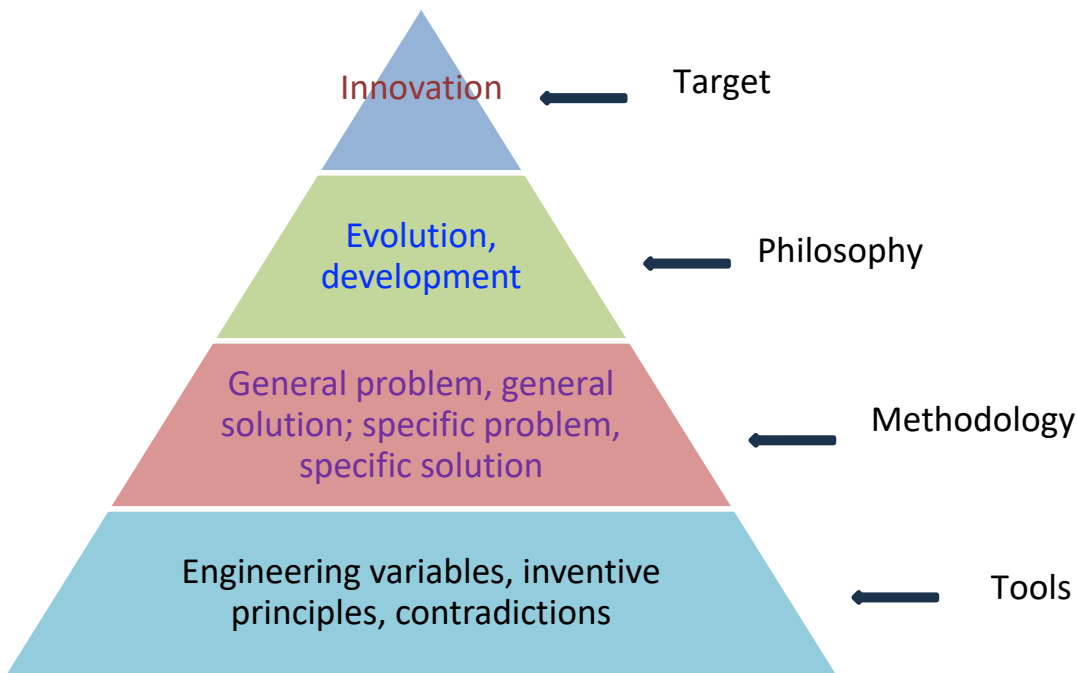 Innovation
Target
Evolution,
development
Philosophy
General problem, general
solution; specific problem,
specific solution
Methodology
Engineering variables, inventive
principles, contradictions
Tools